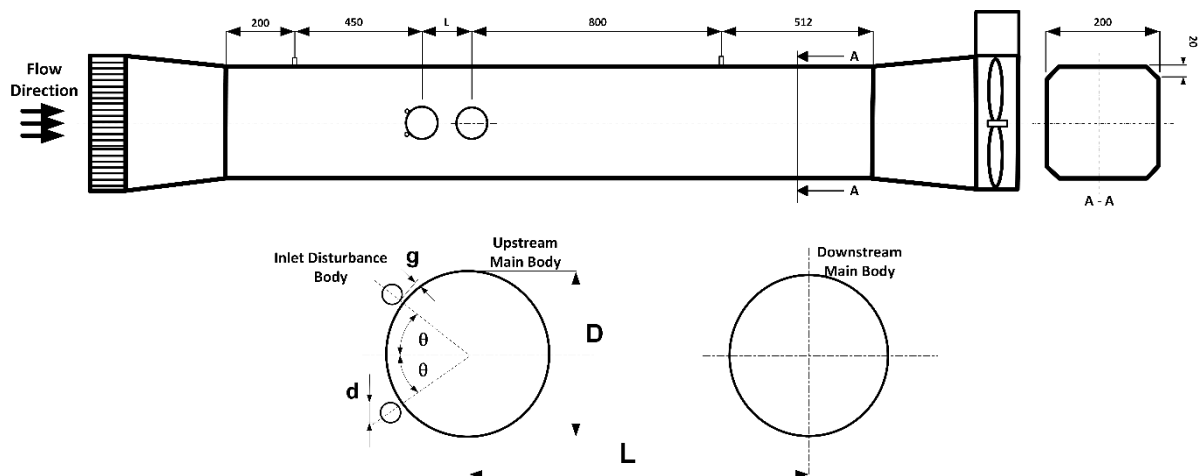 200
450
L
800
512
200
20
Flow
Direction
A
A
A - A
Inlet Disturbance
Body
g
Upstream
Main Body
Downstream
Main Body
θ
θ
D
d
L